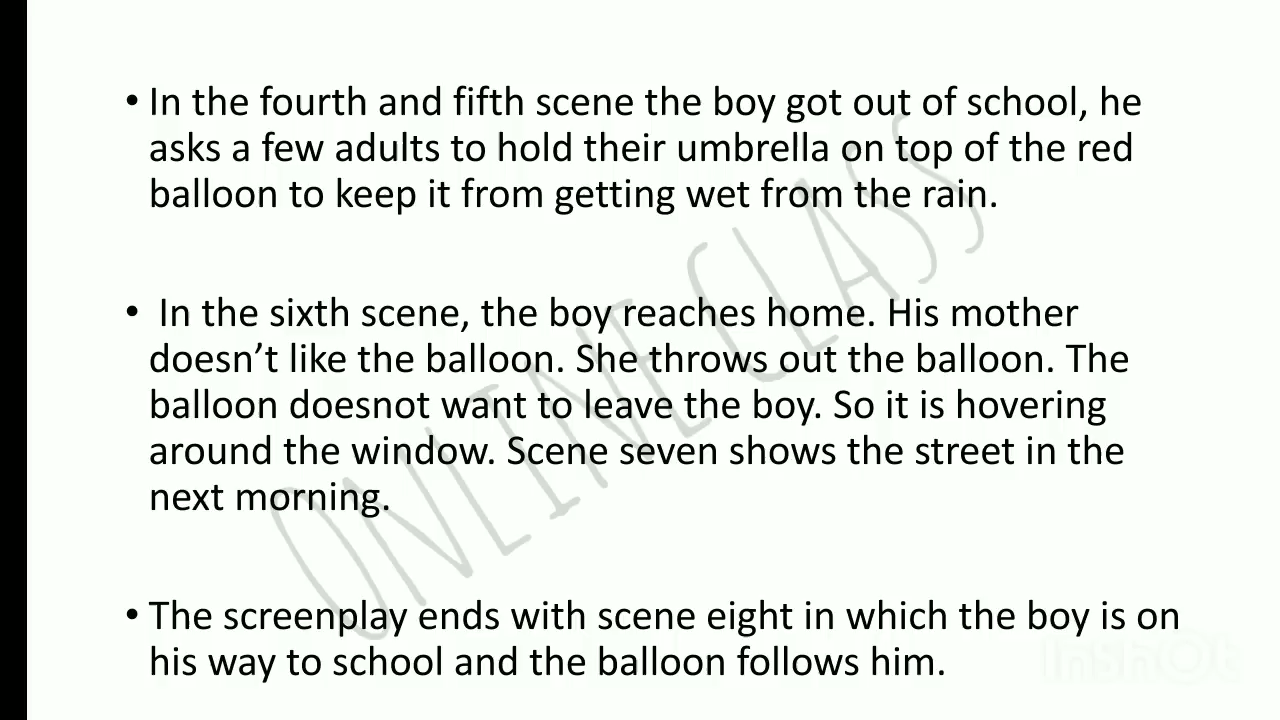 • In the fourth and fifth scene the boy got out of school, he
asks a few adults to hold their umbrella on top of the red
balloon to keep it from getting wet from the rain.
• In the sixth scene, the boy reaches home. His mother
doesn’t like the balloon. She throws out the balloon. The
balloon doesnot want to leave the boy. So it is hovering
around the window. Scene seven shows the street in the
next morning.
• The screenplay ends with scene eight in which the boy is on
his way to school and the balloon follows him.
ONLINE CLASS
InShOt